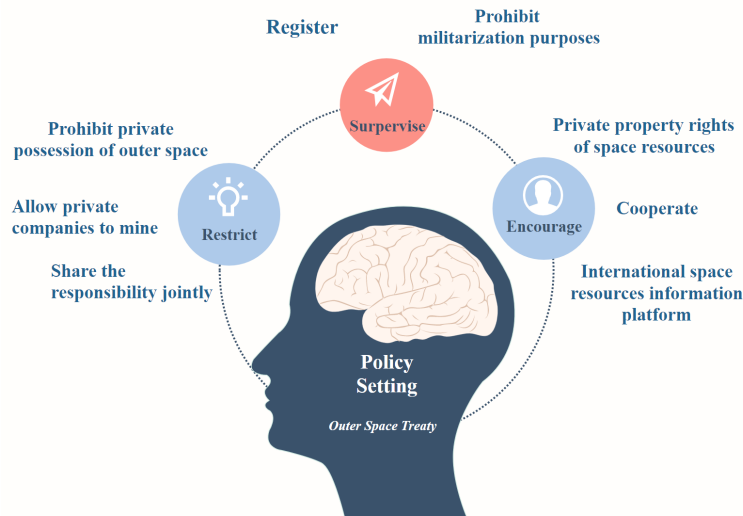 Register
Prohibit
militarization purposes
Surpervise
Prohibit private
possession of outer space
Allow private
companies to mine
Share the
responsibility jointly
Restrict
Private property rights
of space resources
Cooperate
International space
resources information
platform
Encourage
Policy
Setting
Outer Space Treaty